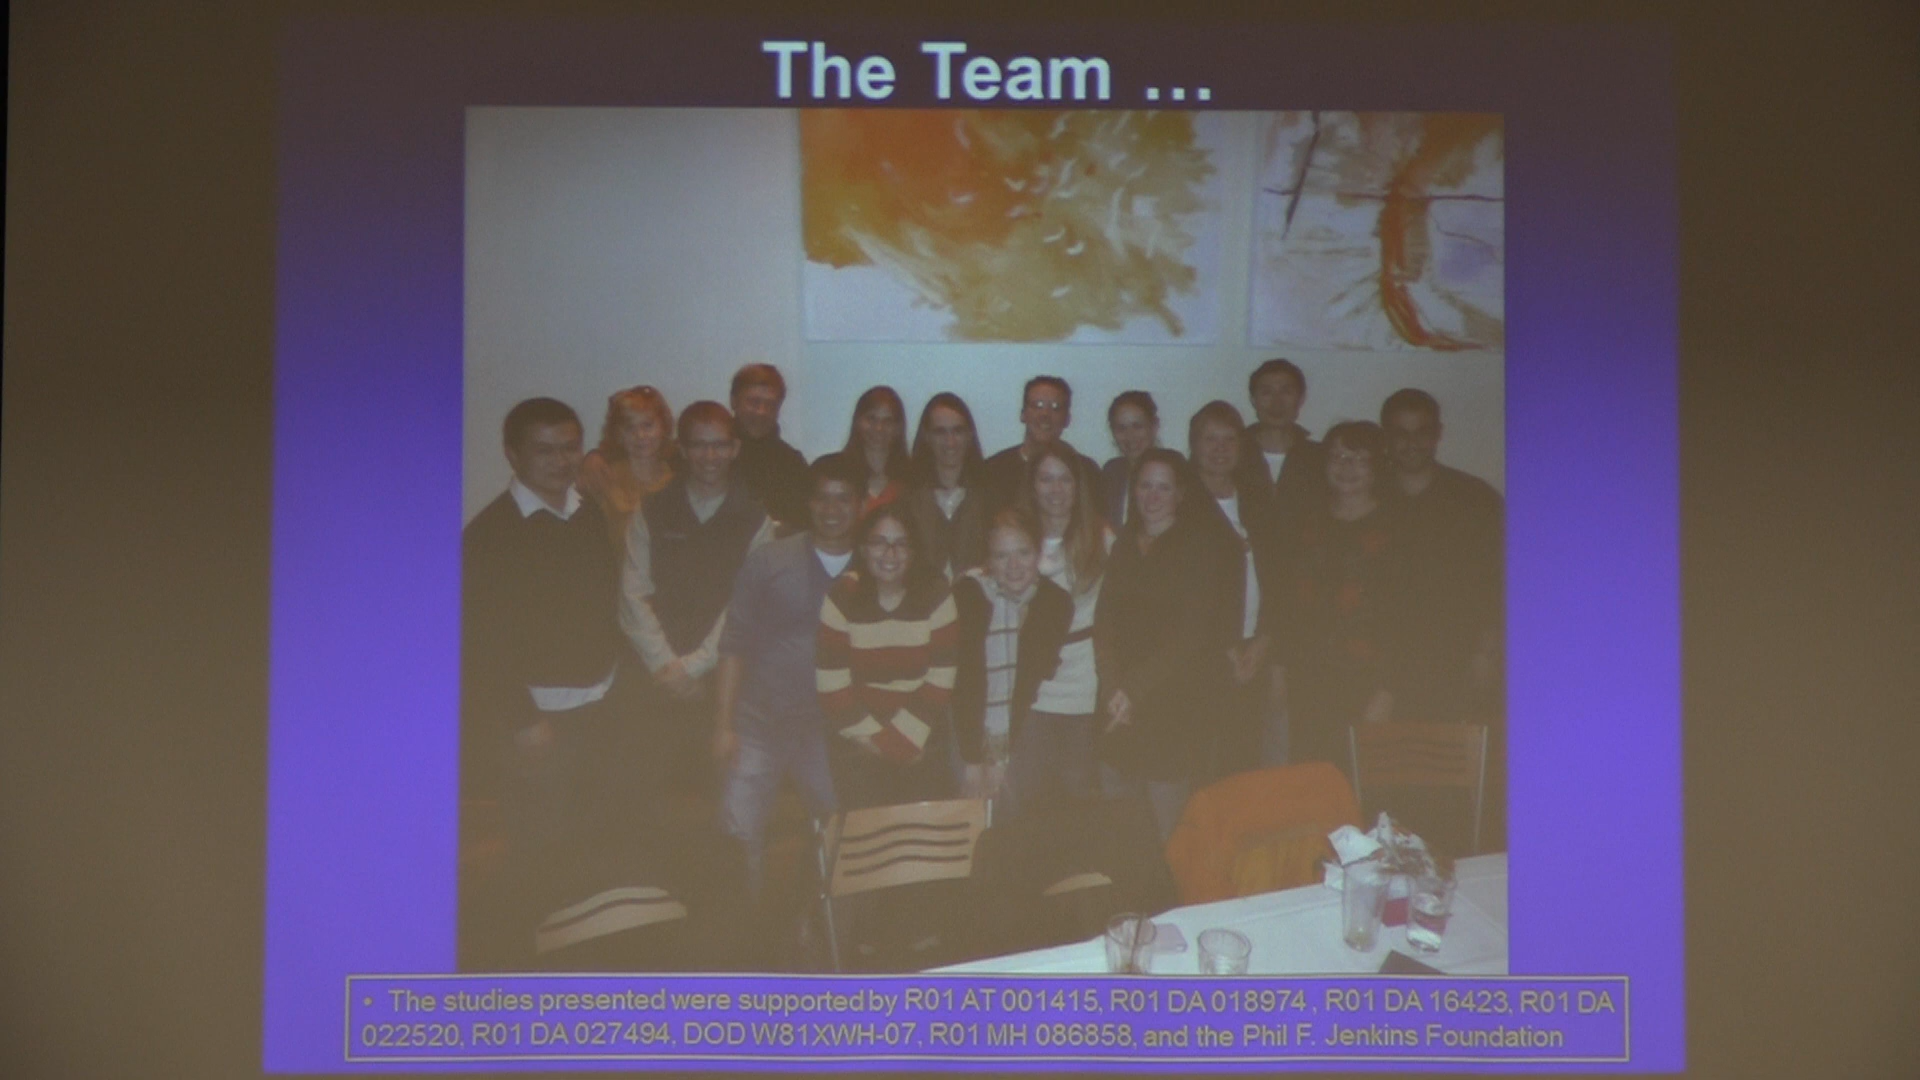 The Team ...
• The studies presented were supported by R01 AT 001415, R01 DA 018974 , R01 DA 16423, R01 DA
022520, R01 DA 027494, DOD W81XWH-07, R01 MH 086858, and the Phil F. Jenkins Foundation